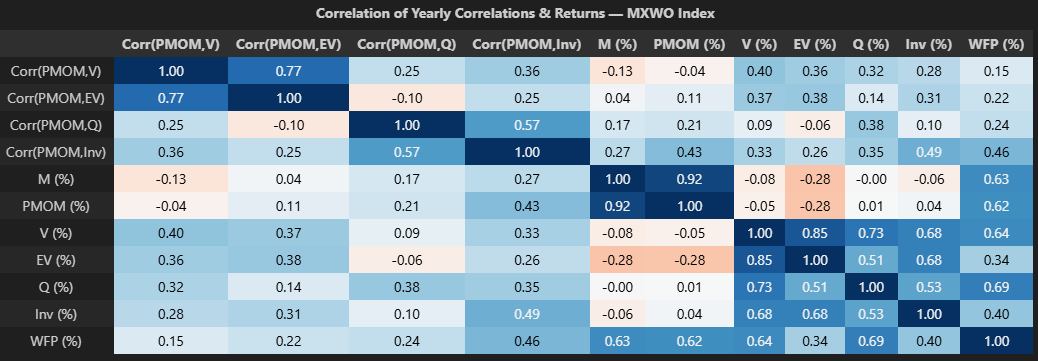 Correlation of Yearly Correlations & Returns — MXWO Index
Corr(PMOM,V) Corr(PMOM,EV) Corr(PMOM,Q) Corr(PMOM,Inv) M (%) PMOM (%) V (%) EV (%) Q (%) Inv (%) WFP (%)
Corr(PMOM,V) 1.00 0.77 0.25 0.36 -0.13 -0.04 0.40 0.36 0.32 0.28 0.15
Corr(PMOM,EV) 0.77 1.00 -0.10 0.25 0.04 0.11 0.37 0.38 0.14 0.31 0.22
Corr(PMOM,Q) 0.25 -0.10 1.00 0.57 0.17 0.21 0.09 -0.06 0.38 0.10 0.24
Corr(PMOM,Inv) 0.36 0.25 0.57 1.00 0.27 0.43 0.33 0.26 0.35 0.49 0.46
M (%) -0.13 0.04 0.17 0.27 1.00 0.92 -0.08 -0.28 -0.00 -0.06 0.63
PMOM (%) -0.04 0.11 0.21 0.43 0.92 1.00 -0.05 -0.28 0.01 0.04 0.62
V (%) 0.40 0.37 0.09 0.33 -0.08 -0.05 1.00 0.85 0.73 0.68 0.64
EV (%) 0.36 0.38 -0.06 0.26 -0.28 -0.28 0.85 1.00 0.51 0.68 0.34
Q (%) 0.32 0.14 0.38 0.35 -0.00 0.01 0.73 0.51 1.00 0.53 0.69
Inv (%) 0.28 0.31 0.10 0.49 -0.06 0.04 0.68 0.68 0.53 1.00 0.40
WFP (%) 0.15 0.22 0.24 0.46 0.63 0.62 0.64 0.34 0.69 0.40 1.00